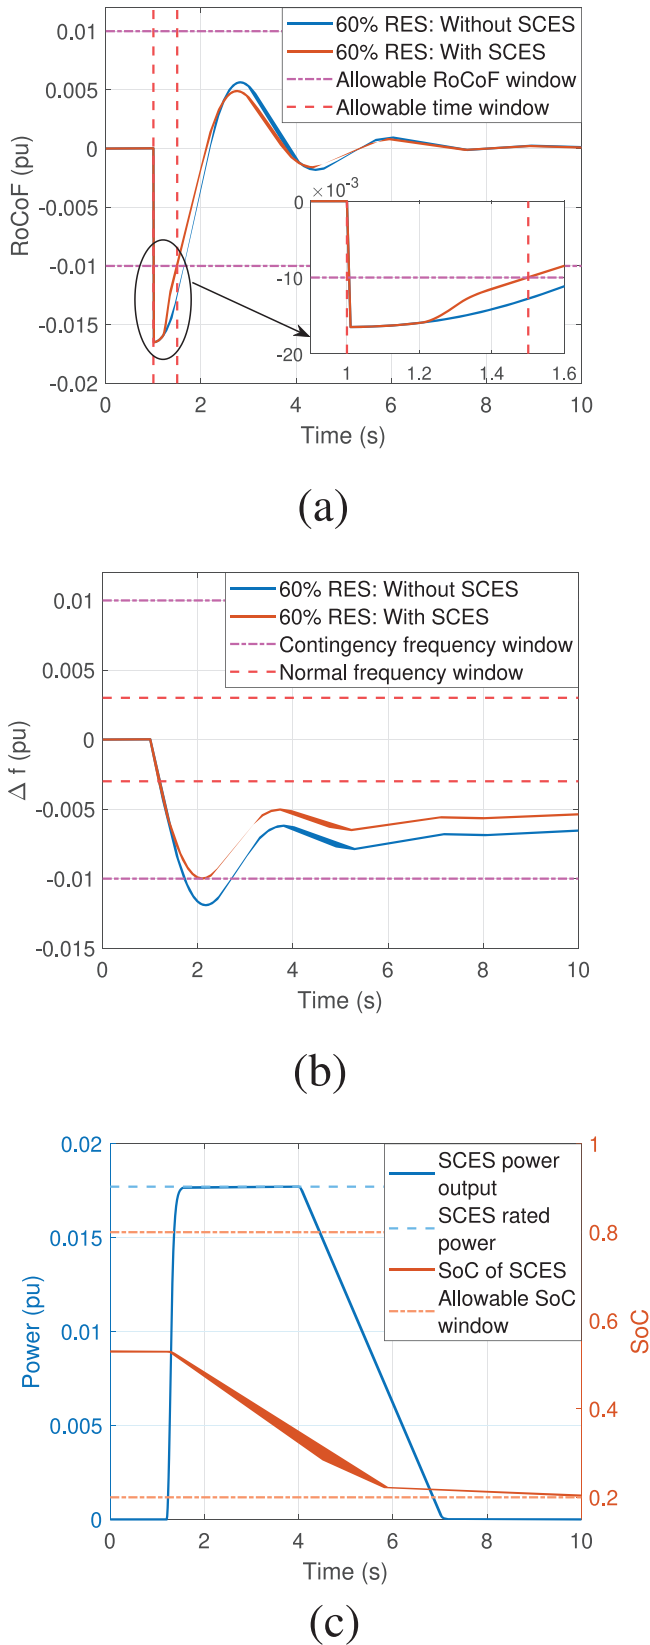 0.01
0.005
0
-0.005
-0.01
-0.015
-0.02
RoCoF (pu)
60% RES: Without SCES
60% RES: With SCES
Allowable RoCoF window
Allowable time window
×10-3
0
-10
-20
1
1.2
1.4
1.6
0 2 4 6 8 10
Time (s)
(a)
0.01
0.005
0
-0.005
-0.01
-0.015
Δ f (pu)
60% RES: Without SCES
60% RES: With SCES
Contingency frequency window
Normal frequency window
0 2 4 6 8 10
Time (s)
(b)
0.02
0.015
0.01
0.005
0
Power (pu)
SCES power
output
SCES rated
power
SoC of SCES
Allowable SoC
window
1
0.8
0.6
0.4
0.2
SoC
0 2 4 6 8 10
Time (s)
(c)